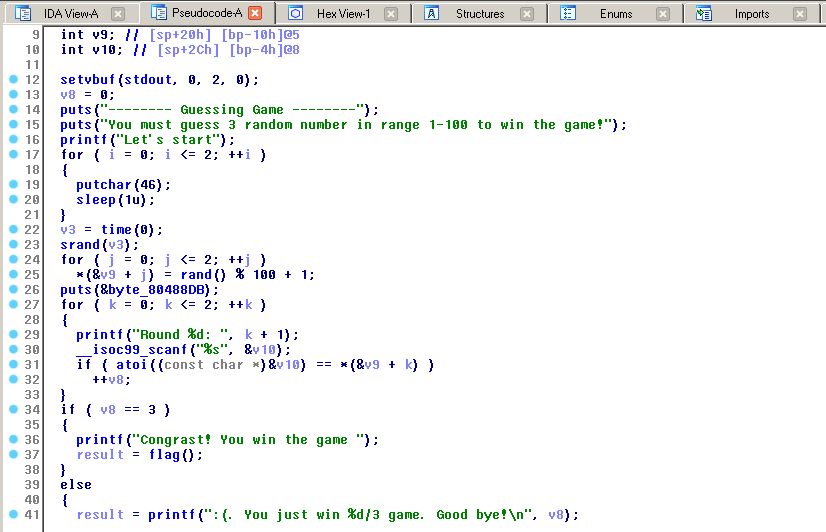 IDA View-A Pseudocode-A Hex View-1 Structures Enums Imports
9 int v9; // [sp+20h] [bp-10h]@5
10 int v10; // [sp+2Ch] [bp-4h]@8
11
12 setvbuf(stdout, 0, 2, 0);
13 v8 = 0;
14 puts("-------- Guessing Game --------");
15 puts("You must guess 3 random number in range 1-100 to win the game!");
16 printf("Let's start");
17 for ( i = 0; i <= 2; ++i )
18 {
19 putchar(46);
20 sleep(1u);
21 }
22 v3 = time(0);
23 srand(v3);
24 for ( j = 0; j <= 2; ++j )
25 *(&v9 + j) = rand() % 100 + 1;
26 puts(&byte_80488DB);
27 for ( k = 0; k <= 2; ++k )
28 {
29 printf("Round %d: ", k + 1);
30 __isoc99_scanf("%s", &v10);
31 if ( atoi((const char *)&v10) == *(&v9 + k) )
32 ++v8;
33 }
34 if ( v8 == 3 )
35 {
36 printf("Congrast! You win the game ");
37 result = flag();
38 }
39 else
40 {
41 result = printf(":(. You just win %d/3 game. Good bye!\n", v8);